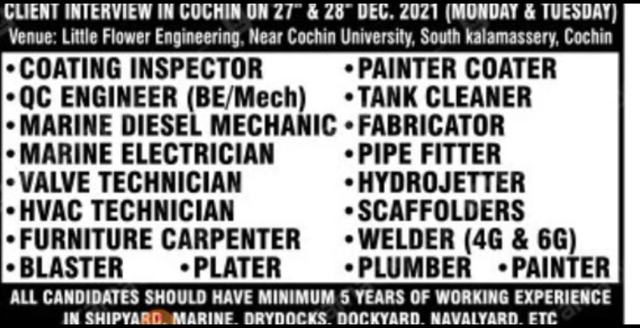 CLIENT INTERVIEW IN COCHIN ON 27th & 28th DEC. 2021 (MONDAY & TUESDAY)
Venue: Little Flower Engineering, Near Cochin University, South kalamassery, Cochin
• COATING INSPECTOR • PAINTER COATER
• QC ENGINEER (BE/Mech) • TANK CLEANER
• MARINE DIESEL MECHANIC • FABRICATOR
• MARINE ELECTRICIAN • PIPE FITTER
• VALVE TECHNICIAN • HYDROJETTER
• HVAC TECHNICIAN • SCAFFOLDERS
• FURNITURE CARPENTER • WELDER (4G & 6G)
• BLASTER • PLATER • PLUMBER • PAINTER
ALL CANDIDATES SHOULD HAVE MINIMUM 5 YEARS OF WORKING EXPERIENCE
IN SHIPYARD, MARINE, DRYDOCKS, DOCKYARD, NAVALYARD, ETC